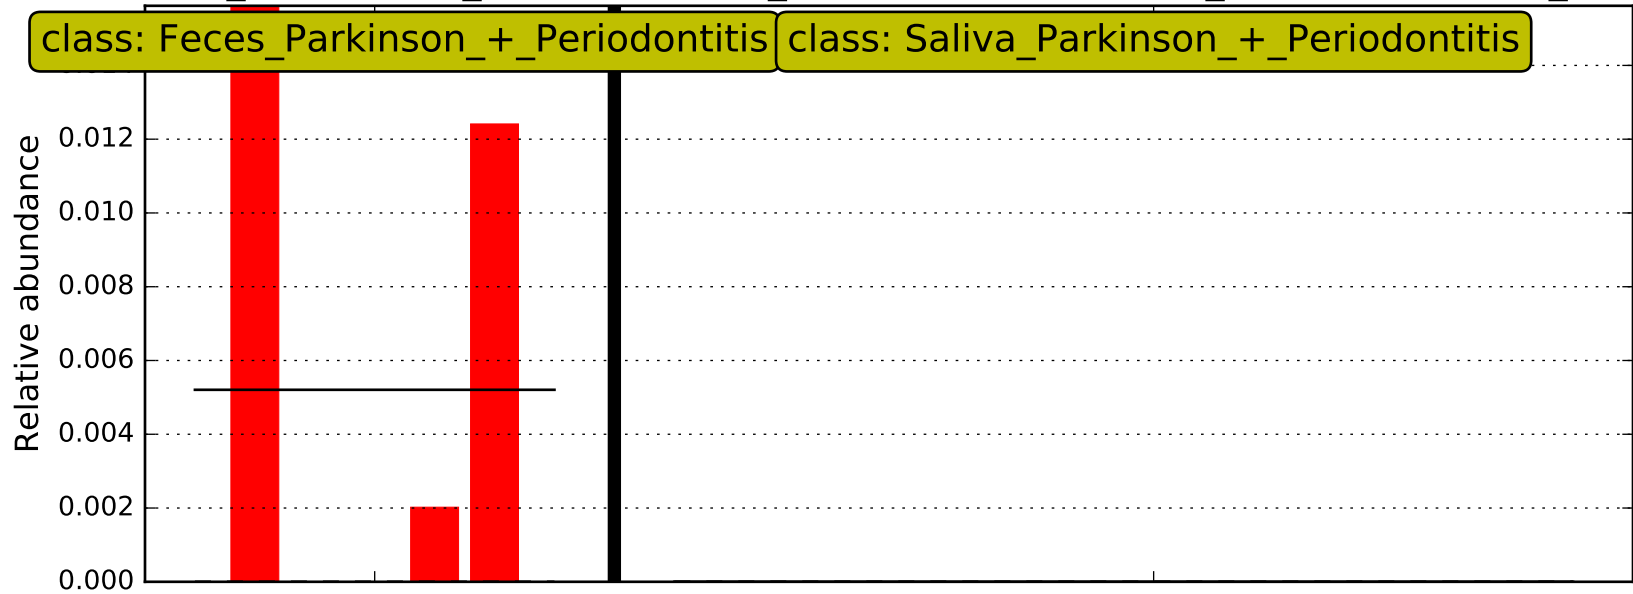 class: Feces_Parkinson_+_Periodontitis
class: Saliva_Parkinson_+_Periodontitis
Relative abundance
0.012
0.010
0.008
0.006
0.004
0.002
0.000